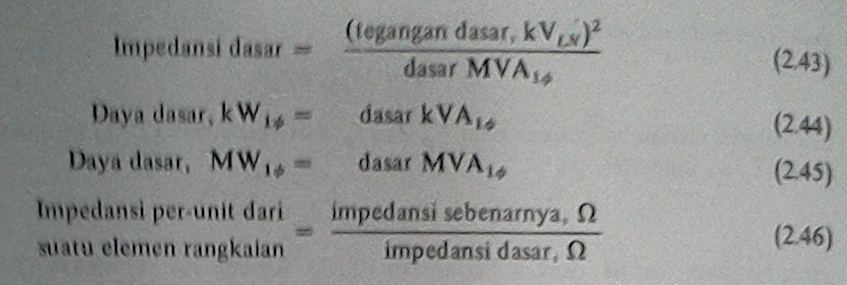 Impedansi dasar = (tegangan dasar, kV_LN)² / dasar MVA_1ϕ (2.43)
Daya dasar, kW_1ϕ = dasar kVA_1ϕ (2.44)
Daya dasar, MW_1ϕ = dasar MVA_1ϕ (2.45)
Impedansi per-unit dari suatu elemen rangkaian = impedansi sebenarnya, Ω / impedansi dasar, Ω (2.46)